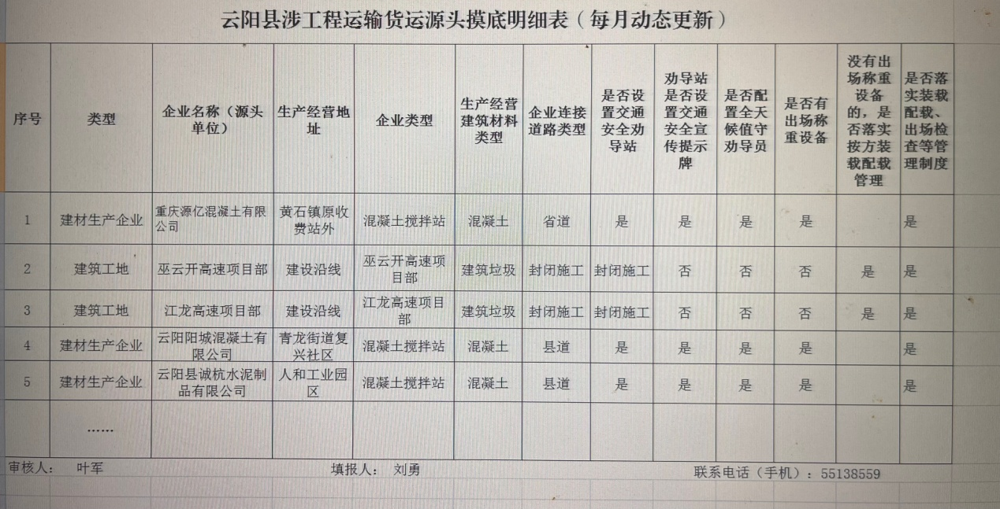 云阳县涉工程运输货运源头摸底明细表（每月动态更新）
序号 类型 企业名称（源头单位） 生产经营地址 企业类型 生产经营建筑材料类型 企业连接道路类型 是否设置交通安全劝导站 劝导站是否设置交通安全宣传提示牌 是否配置全天候值守劝导员 是否有出场称重设备 没有出场称重设备的，是否落实按方装载配载管理 是否落实装载配载、出场检查等管理制度
1 建材生产企业 重庆源亿混凝土有限公司 黄石镇原收费站外 混凝土搅拌站 混凝土 省道 是 是 是 是 是
2 建筑工地 巫云开高速项目部 建设沿线 巫云开高速项目部 建筑垃圾 封闭施工 封闭施工 否 否 否 是 是
3 建筑工地 江龙高速项目部 建设沿线 江龙高速项目部 建筑垃圾 封闭施工 封闭施工 否 否 否 是 是
4 建材生产企业 云阳阳城混凝土有限公司 青龙街道复兴社区 混凝土搅拌站 混凝土 县道 是 是 是 是 是
5 建材生产企业 云阳县诚杭水泥制品有限公司 人和工业园区 混凝土搅拌站 混凝土 县道 是 是 是 是 是
……
审核人： 叶军 填报人： 刘勇 联系电话（手机）：55138559